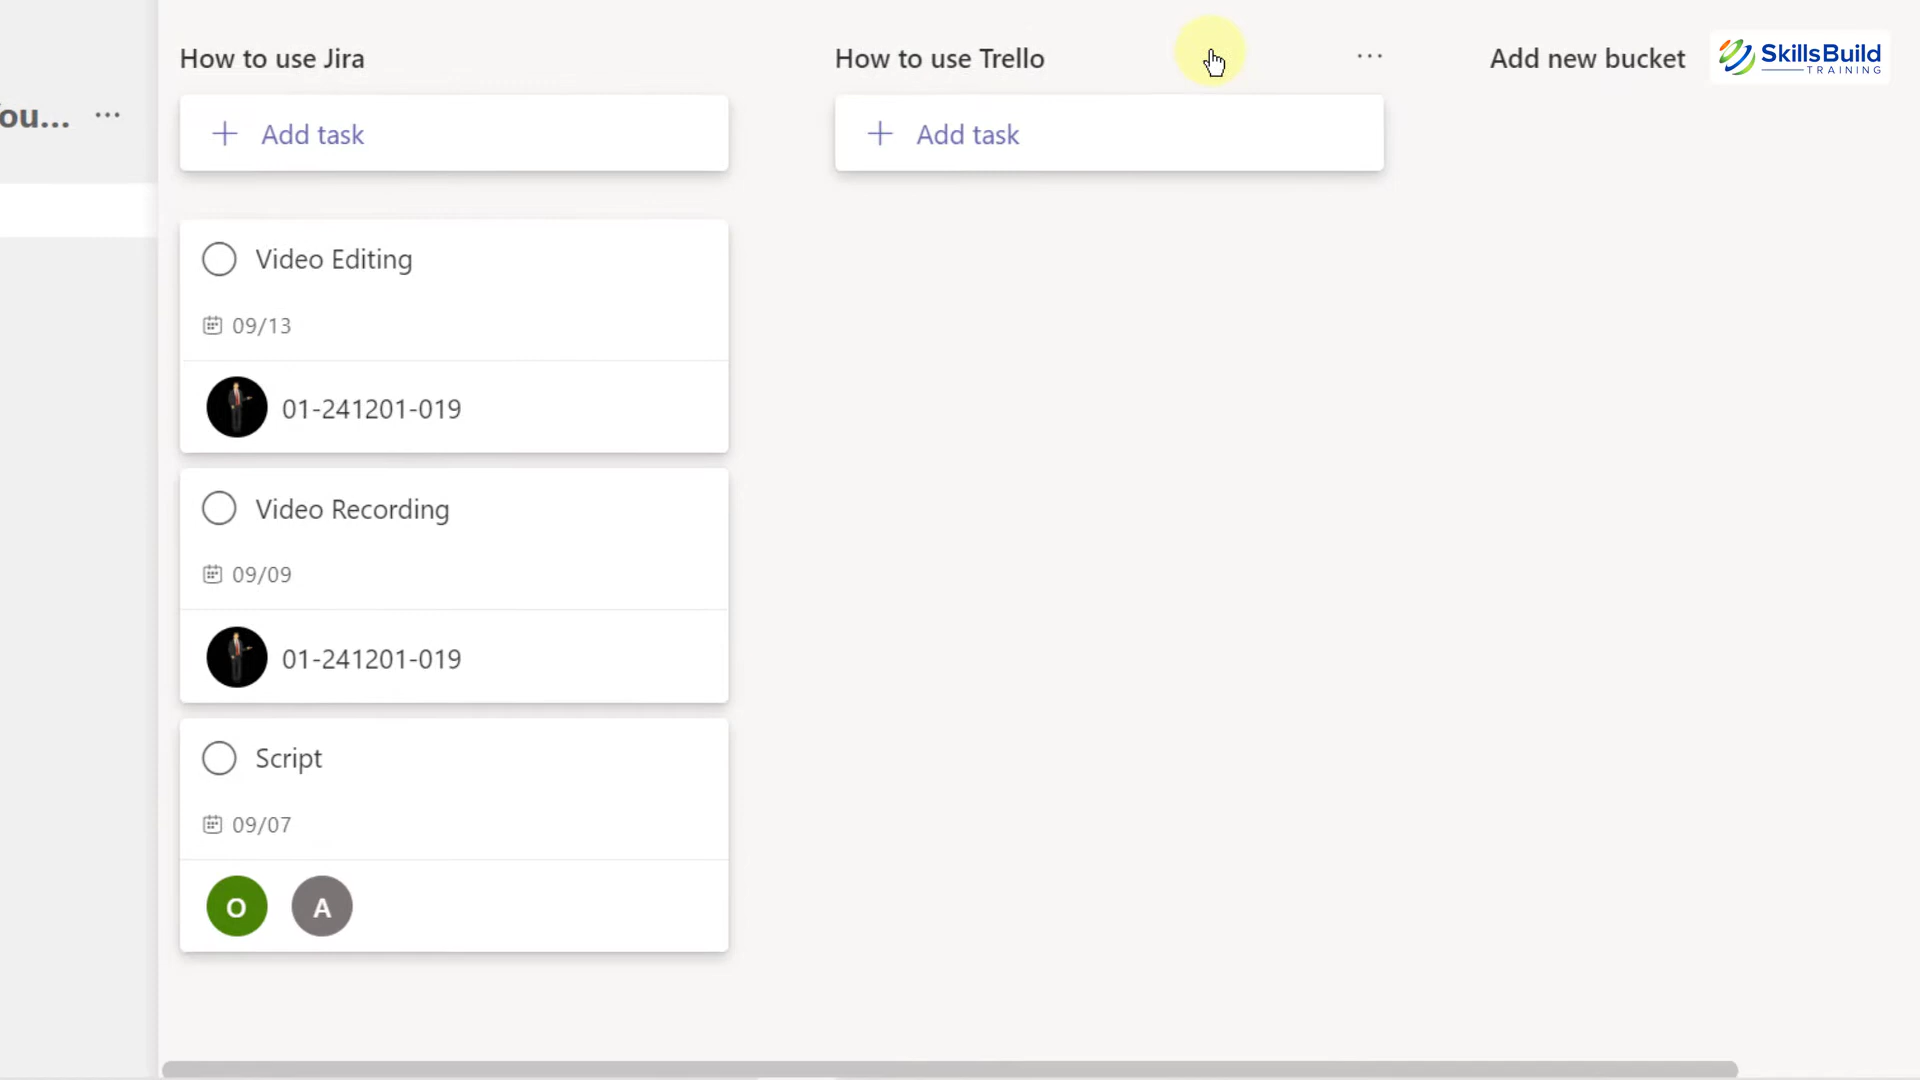 How to use Jira
How to use Trello
...
Add new bucket
SkillsBuild
TRAINING
ou... ...
+ Add task
+ Add task
Video Editing
09/13
01-241201-019
Video Recording
09/09
01-241201-019
Script
09/07
O
A